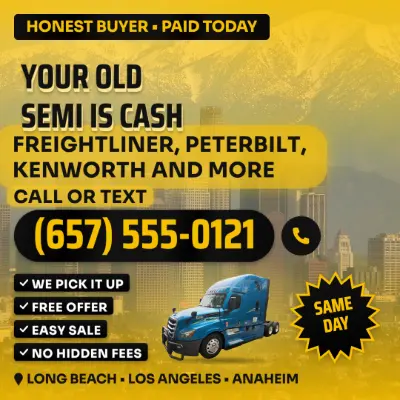 HONEST BUYER • PAID TODAY
YOUR OLD
SEMI IS CASH
FREIGHTLINER, PETERBILT,
KENWORTH AND MORE
CALL OR TEXT
(657) 555-0121
WE PICK IT UP
FREE OFFER
EASY SALE
NO HIDDEN FEES
SAME
DAY
LONG BEACH • LOS ANGELES • ANAHEIM